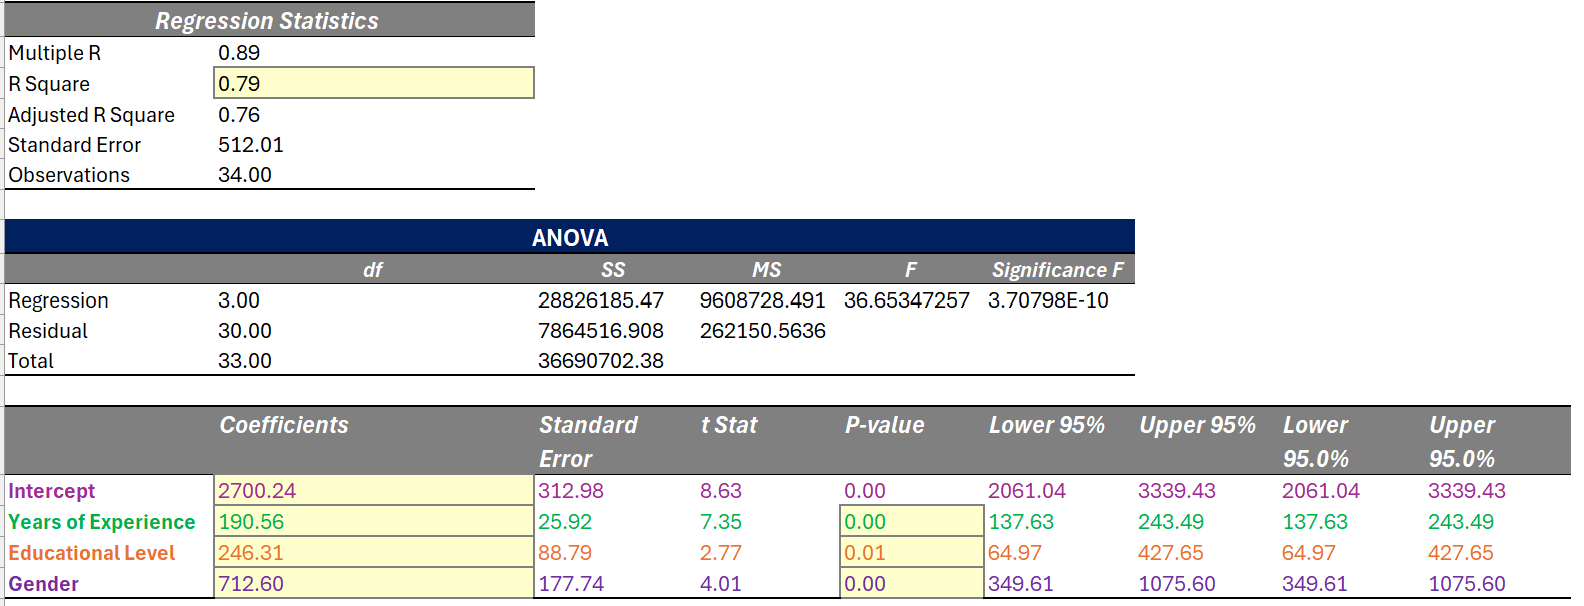 Regression Statistics
Multiple R 0.89
R Square 0.79
Adjusted R Square 0.76
Standard Error 512.01
Observations 34.00
ANOVA
df SS MS F Significance F
Regression 3.00 28826185.47 9608728.491 36.65347257 3.70798E-10
Residual 30.00 7864516.908 262150.5636
Total 33.00 36690702.38
Coefficients Standard Error t Stat P-value Lower 95% Upper 95% Lower 95.0% Upper 95.0%
Intercept 2700.24 312.98 8.63 0.00 2061.04 3339.43 2061.04 3339.43
Years of Experience 190.56 25.92 7.35 0.00 137.63 243.49 137.63 243.49
Educational Level 246.31 88.79 2.77 0.01 64.97 427.65 64.97 427.65
Gender 712.60 177.74 4.01 0.00 349.61 1075.60 349.61 1075.60